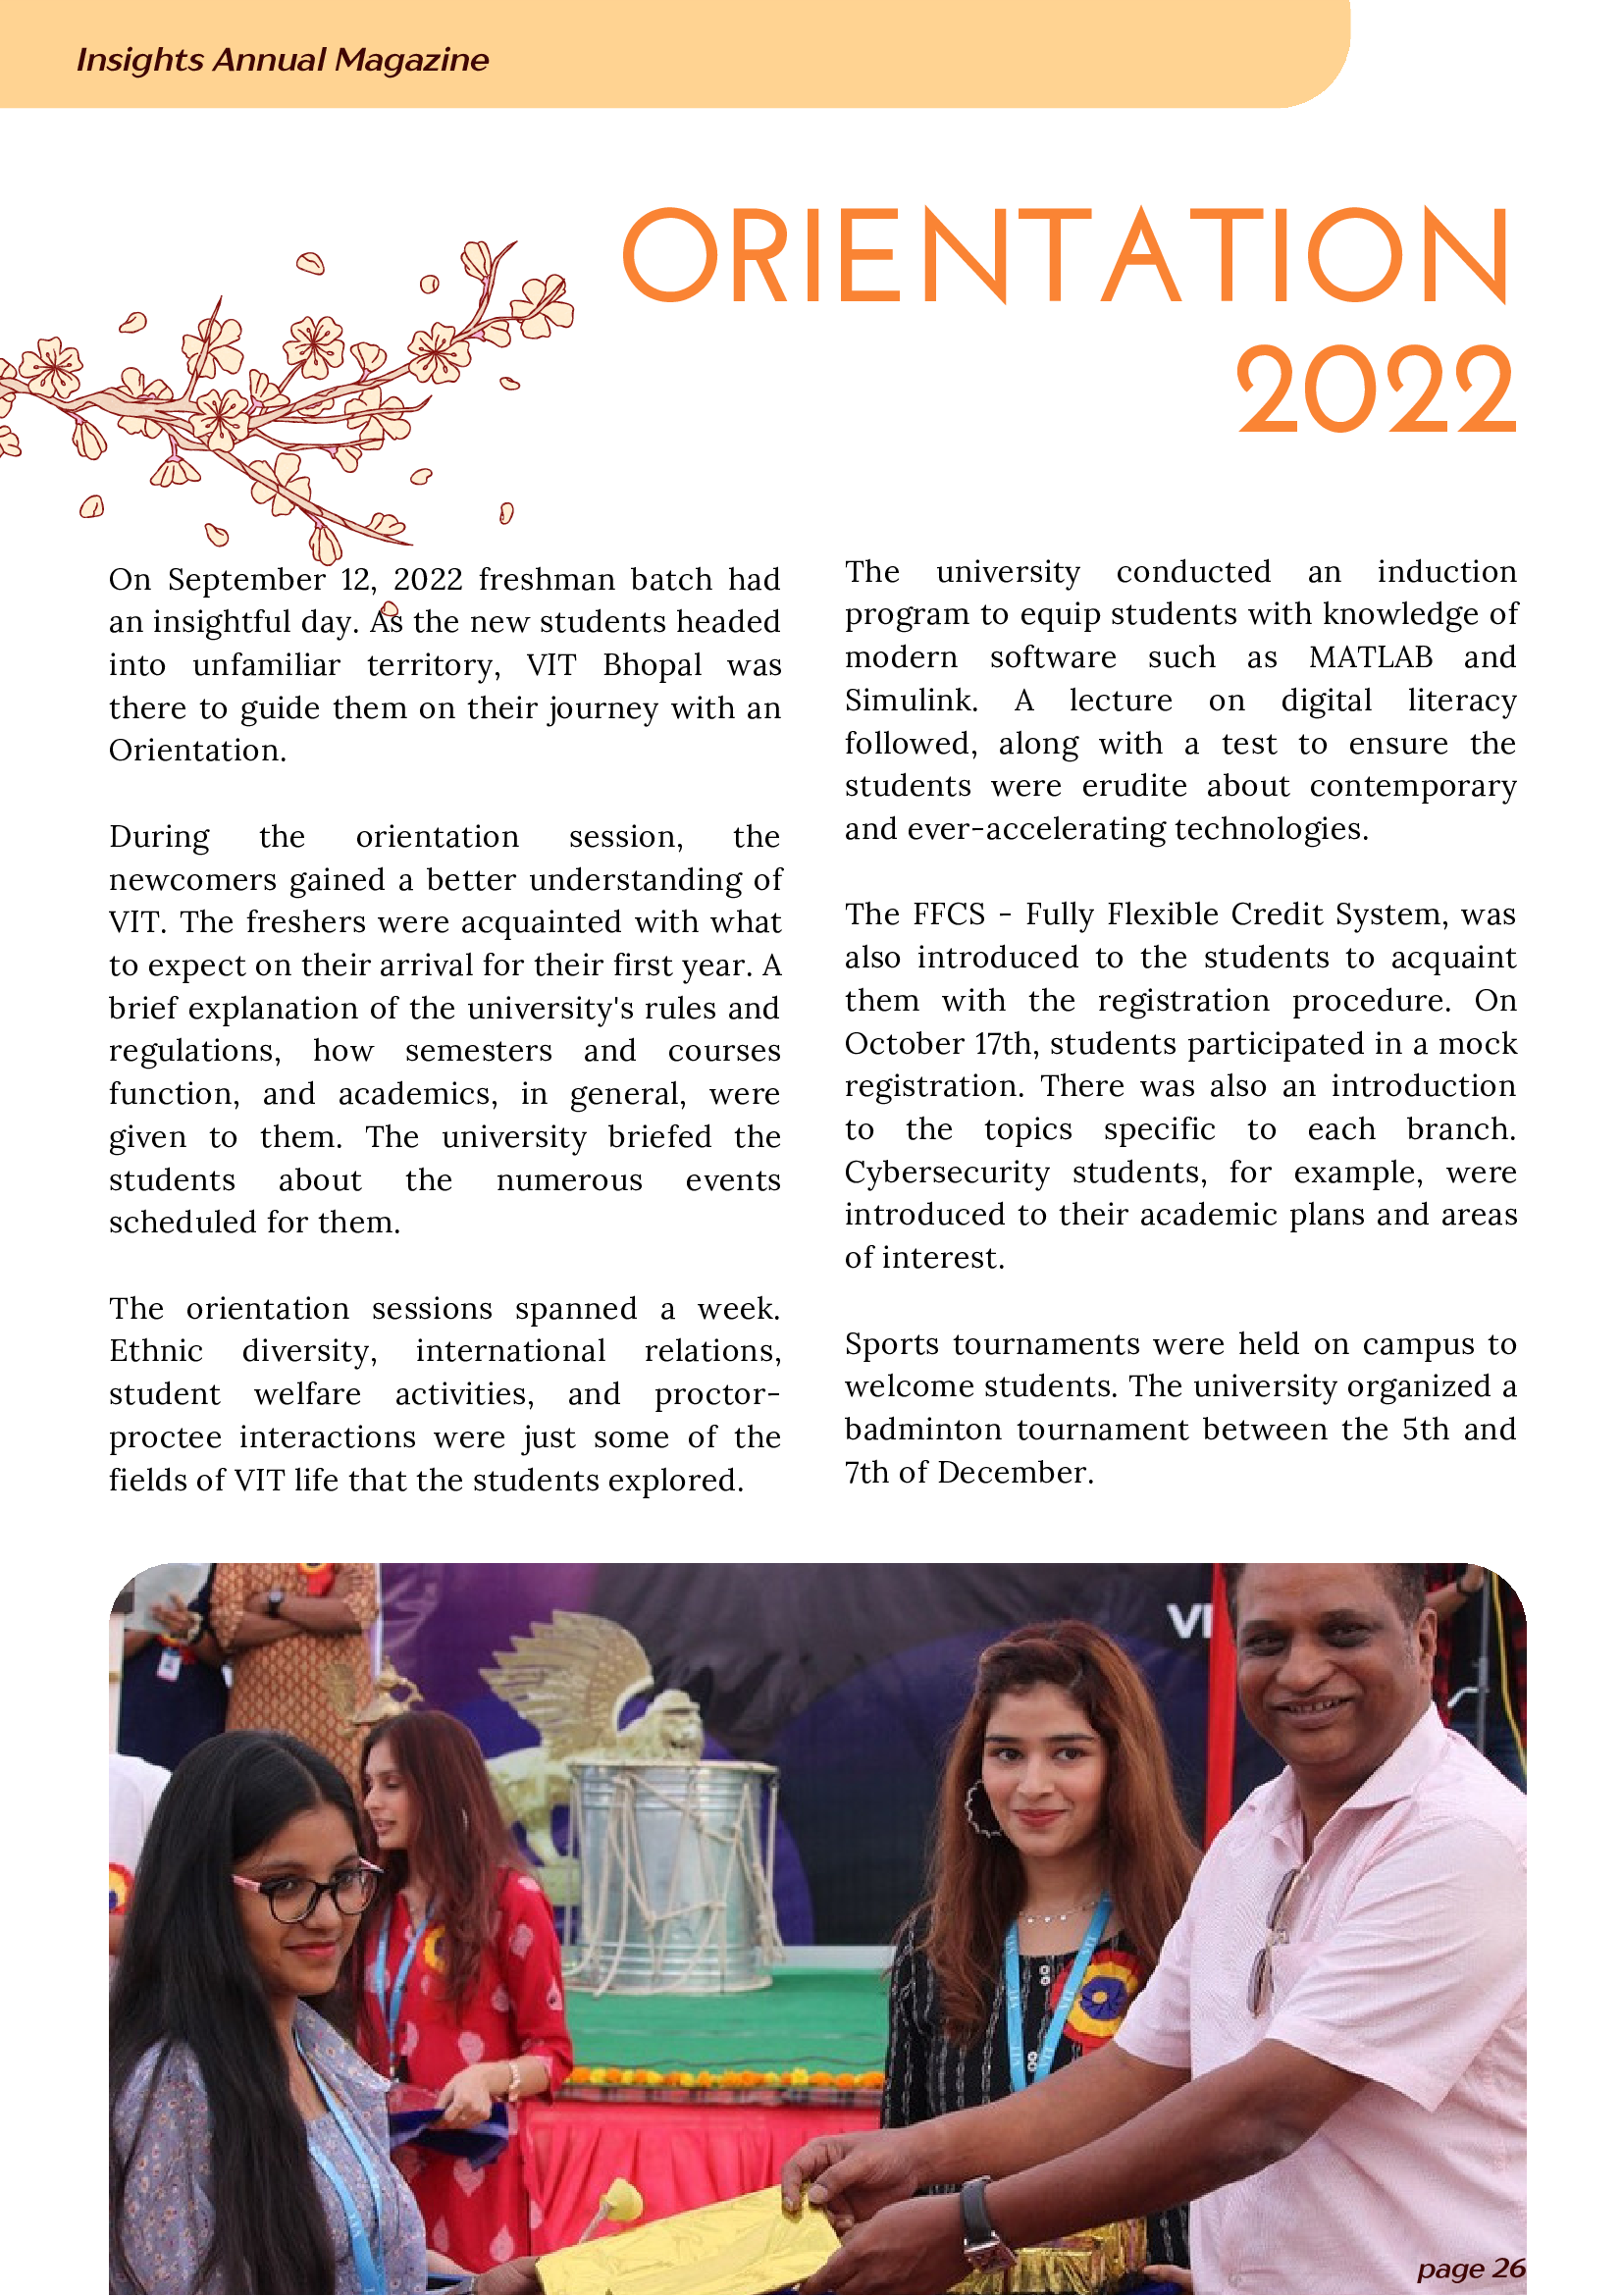 Insights Annual Magazine
ORIENTATION
2022
On September 12, 2022 freshman batch had
an insightful day. As the new students headed
into unfamiliar territory, VIT Bhopal was
there to guide them on their journey with an
Orientation.
During the orientation session, the
newcomers gained a better understanding of
VIT. The freshers were acquainted with what
to expect on their arrival for their first year. A
brief explanation of the university's rules and
regulations, how semesters and courses
function, and academics, in general, were
given to them. The university briefed the
students about the numerous events
scheduled for them.
The orientation sessions spanned a week.
Ethnic diversity, international relations,
student welfare activities, and proctor-
proctee interactions were just some of the
fields of VIT life that the students explored.
The university conducted an induction
program to equip students with knowledge of
modern software such as MATLAB and
Simulink. A lecture on digital literacy
followed, along with a test to ensure the
students were erudite about contemporary
and ever-accelerating technologies.
The FFCS - Fully Flexible Credit System, was
also introduced to the students to acquaint
them with the registration procedure. On
October 17th, students participated in a mock
registration. There was also an introduction
to the topics specific to each branch.
Cybersecurity students, for example, were
introduced to their academic plans and areas
of interest.
Sports tournaments were held on campus to
welcome students. The university organized a
badminton tournament between the 5th and
7th of December.
VI
page 26